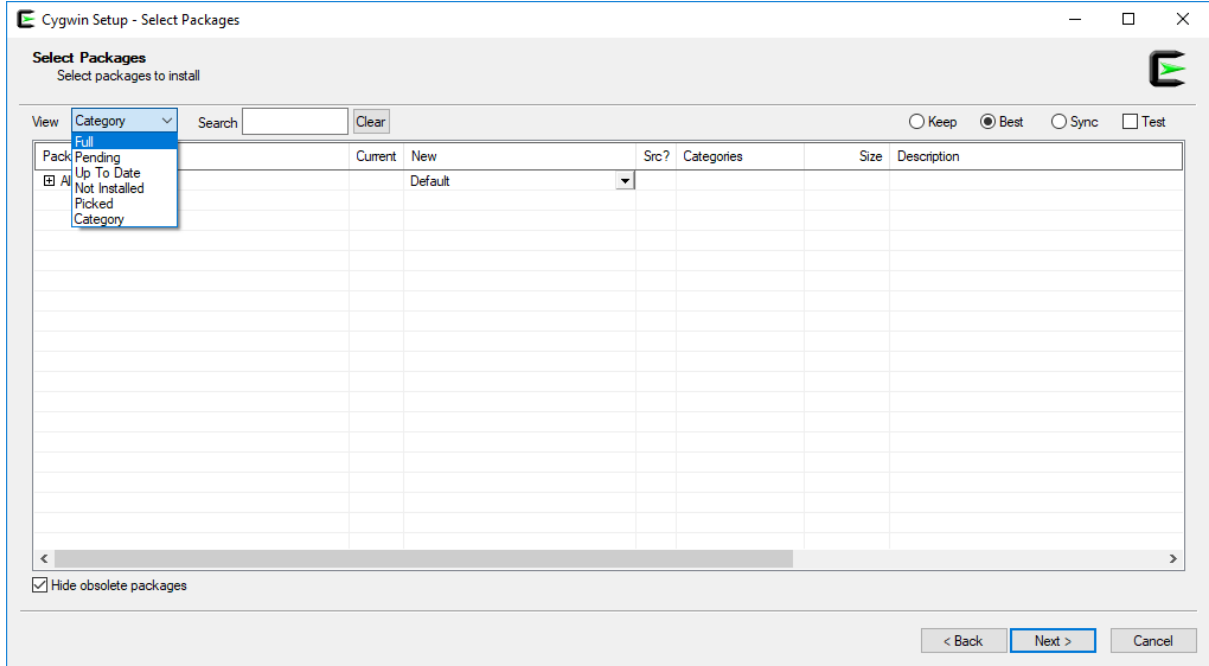 Cygwin Setup - Select Packages
Select Packages
Select packages to install
View Category Search Clear Keep Best Sync Test
Full
Pending
Up To Date
Not Installed
Picked
Category
Pack Current New Src? Categories Size Description
Al Default
Hide obsolete packages
< Back Next > Cancel